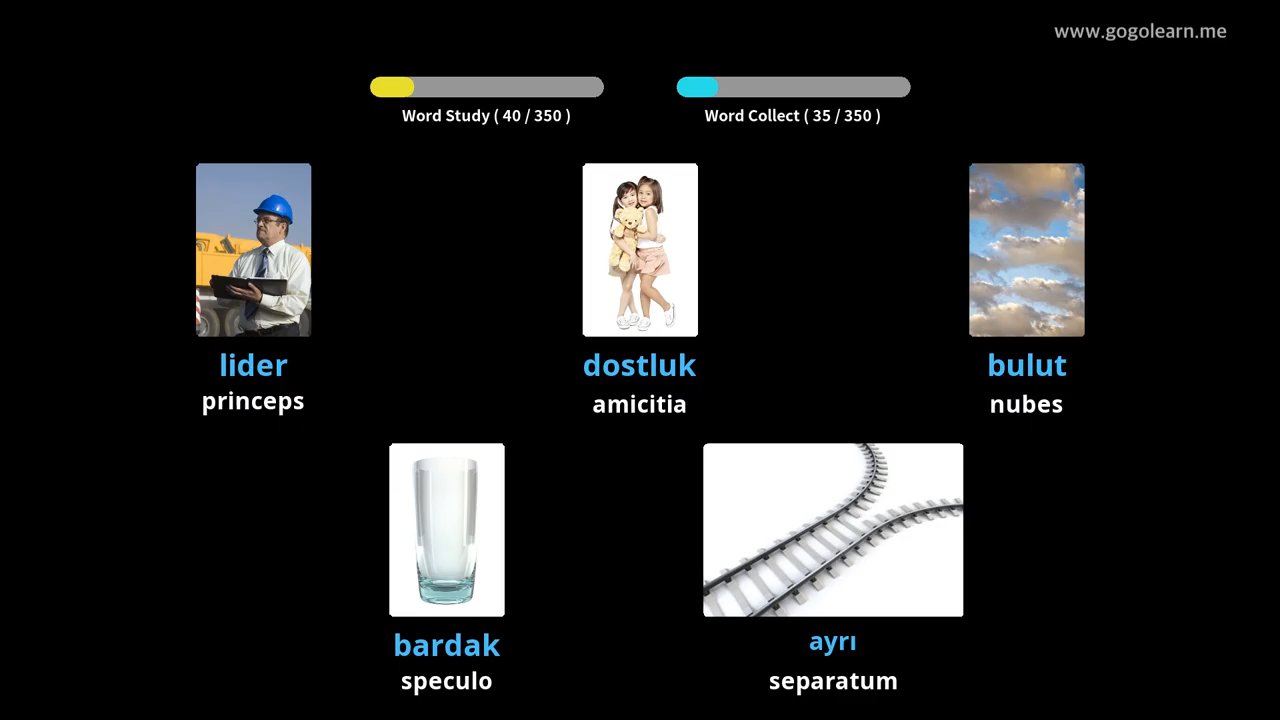 www.gogolearn.me
Word Study ( 40 / 350 )
Word Collect ( 35 / 350 )
lider
princeps
dostluk
amicitia
bulut
nubes
bardak
speculo
ayrı
separatum